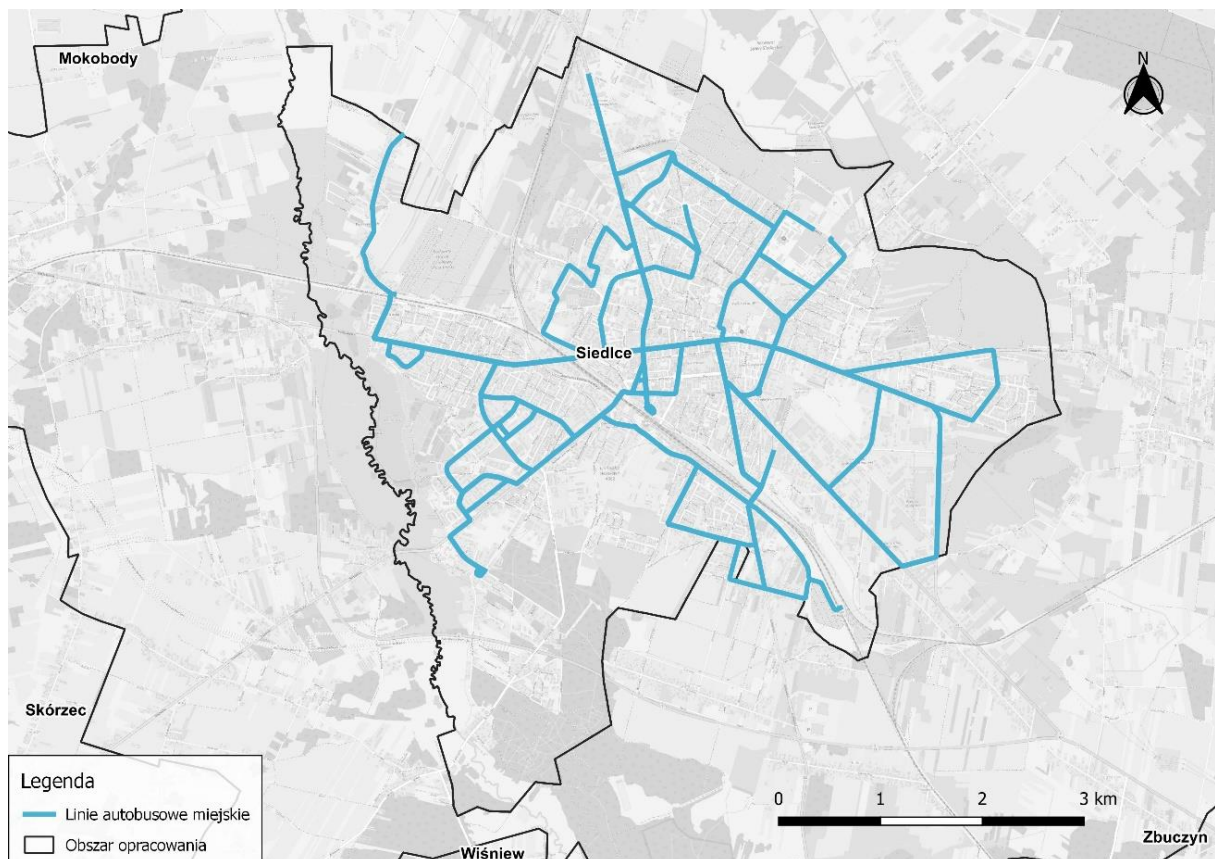 Mokobody
N
Siedlce
Skórzec
Legenda
Linie autobusowe miejskie
Obszar opracowania
0 1 2 3 km
Wiśniew
Zbuczyn